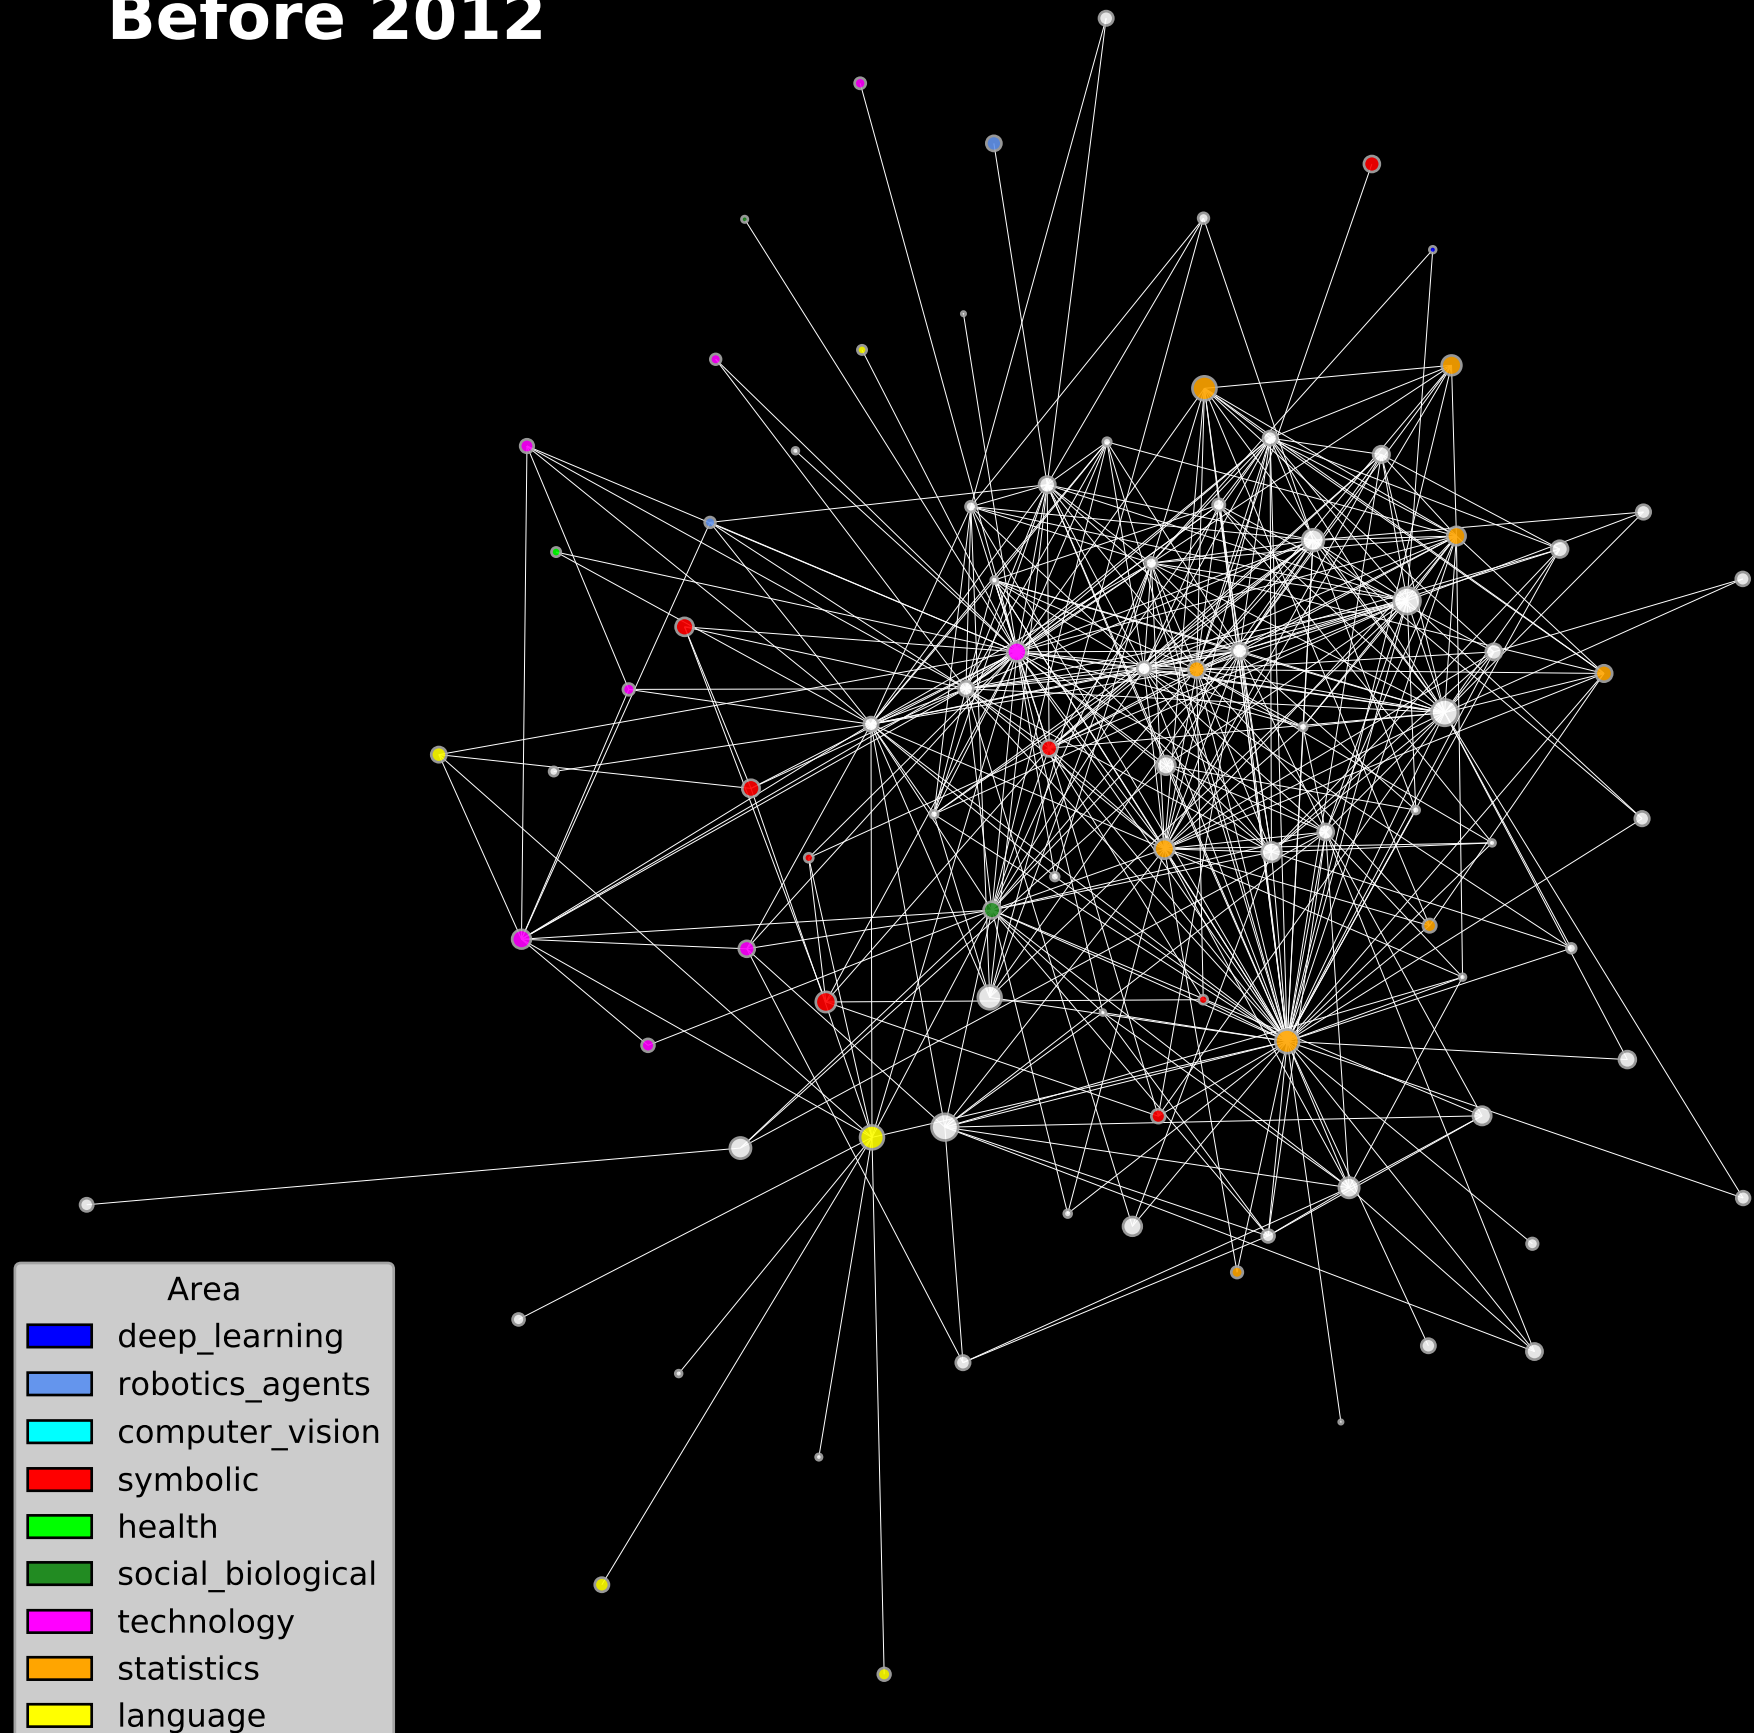 Before 2012
Area
deep_learning
robotics_agents
computer_vision
symbolic
health
social_biological
technology
statistics
language